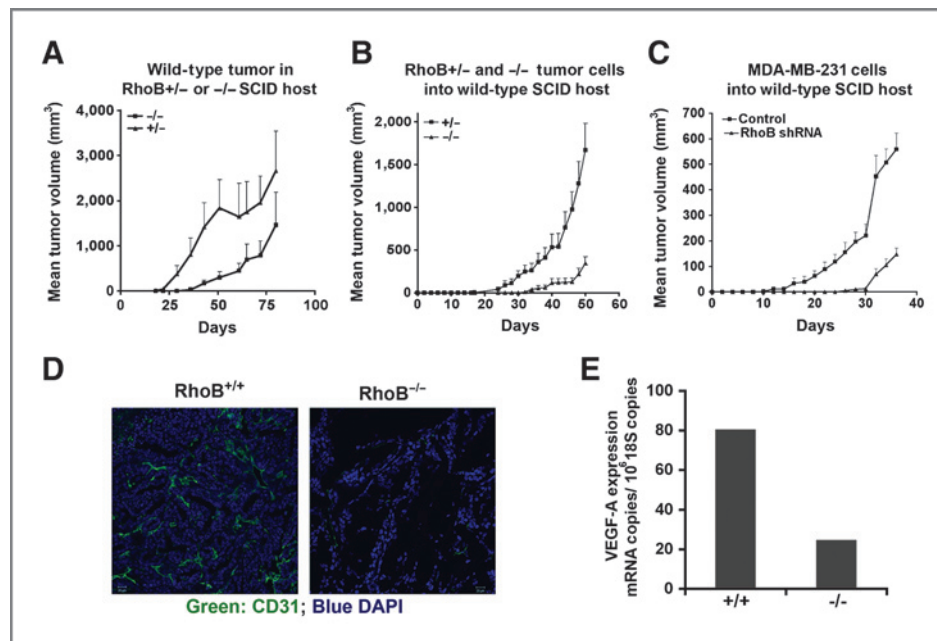 A
Wild-type tumor in
RhoB+/– or –/– SCID host
Mean tumor volume (mm³)
4,000
3,000
2,000
1,000
0
–/–
+/–
0 25 50 75 100
Days
B
RhoB+/– and –/– tumor cells
into wild-type SCID host
Mean tumor volume (mm³)
2,000
1,500
1,000
500
0
+/–
–/–
0 10 20 30 40 50 60
Days
C
MDA-MB-231 cells
into wild-type SCID host
Mean tumor volume (mm³)
700
600
500
400
300
200
100
0
Control
RhoB shRNA
0 10 20 30 40
Days
D
RhoB⁺/⁺
RhoB⁻/⁻
Green: CD31; Blue DAPI
E
VEGF-A expression
mRNA copies/ 10⁶18S copies
100
80
60
40
20
0
+/+
-/-